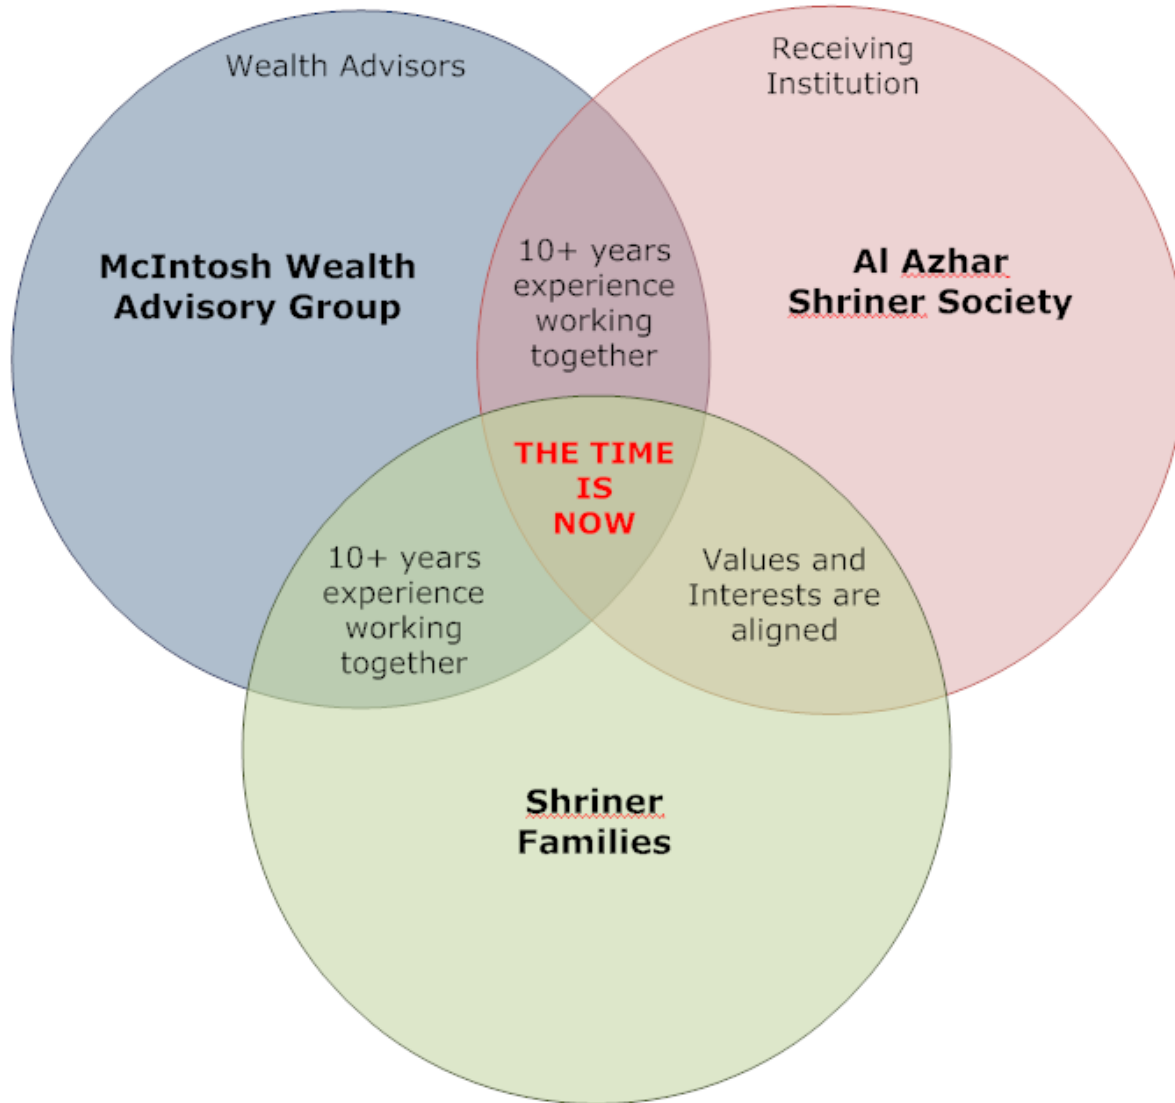 Wealth Advisors
Receiving
Institution
McIntosh Wealth
Advisory Group
10+ years
experience
working
together
Al Azhar
Shriner Society
THE TIME
IS
NOW
10+ years
experience
working
together
Values and
Interests are
aligned
Shriner
Families